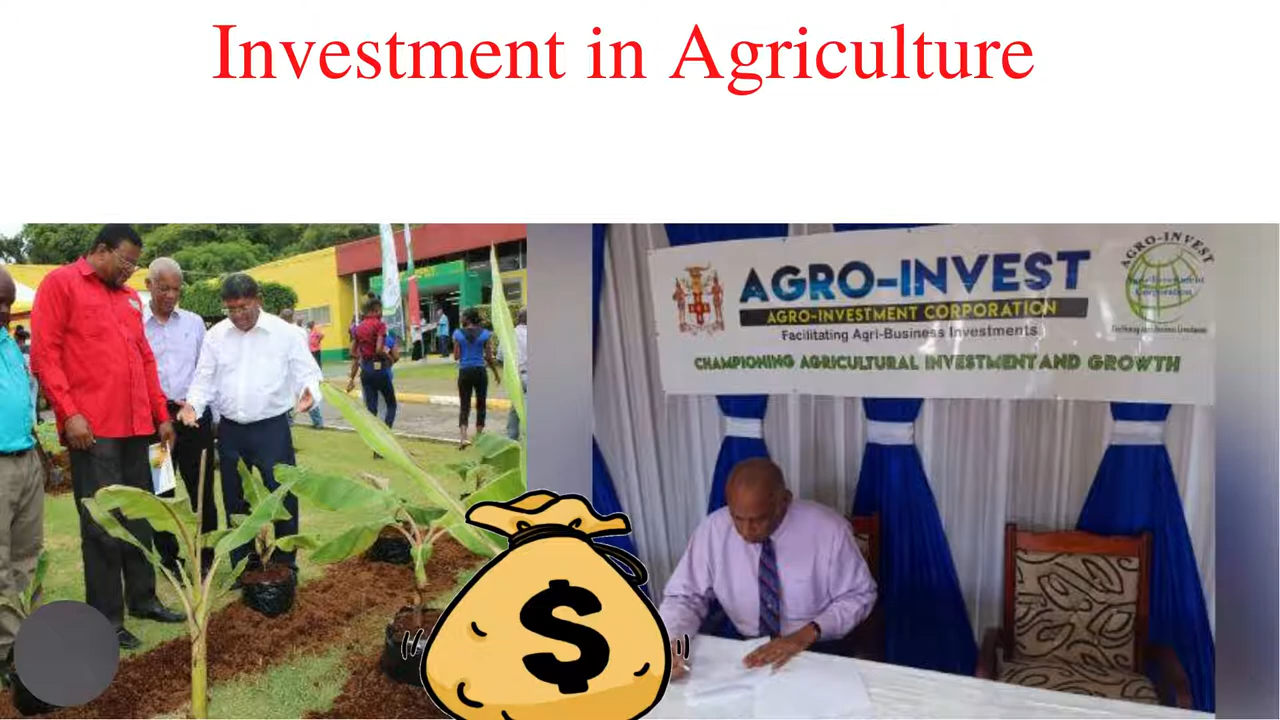 Investment in Agriculture
AGRO-INVEST
AGRO-INVESTMENT CORPORATION
Facilitating Agri-Business Investments
CHAMPIONING AGRICULTURAL INVESTMENT AND GROWTH
AGRO-INVEST
$